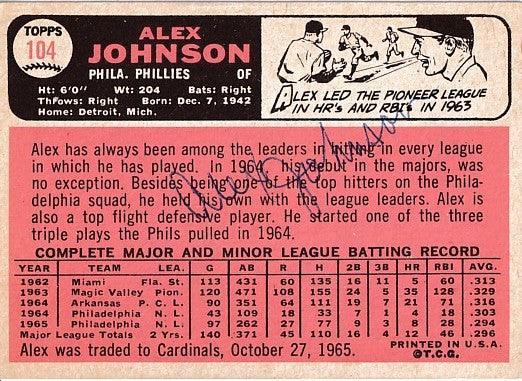 TOPPS
104
ALEX
JOHNSON
PHILA. PHILLIES OF
Ht: 6'0" Wt: 204 Bats: Right
Throws: Right Born: Dec. 7, 1942
Home: Detroit, Mich.
ALEX LED THE PIONEER LEAGUE
IN HR's AND RBI's IN 1963
Alex Johnson
Alex has always been among the leaders in hitting in every league
in which he has played. In 1964, his debut in the majors, was
no exception. Besides being one of the top hitters on the Phila-
delphia squad, he held his own with the league leaders. Alex is
also a top flight defensive player. He started one of the three
triple plays the Phils pulled in 1964.
COMPLETE MAJOR AND MINOR LEAGUE BATTING RECORD
YEAR TEAM LEA. G AB R H 2B 3B HR RBI AVG.
1962 Miami Fla. St. 113 431 60 135 16 11 5 60 .313
1963 Magic Valley Pion. 120 471 108 155 24 5 35 128 .329
1964 Arkansas P. C. L. 90 351 64 111 19 7 21 71 .316
1964 Philadelphia N. L. 43 109 18 33 7 1 4 18 .303
1965 Philadelphia N. L. 97 262 27 77 9 3 8 28 .294
Major League Totals 2 Yrs. 140 371 45 110 16 4 12 46 .296
Alex was traded to Cardinals, October 27, 1965.
PRINTED IN U.S.A.
©T.C.G.